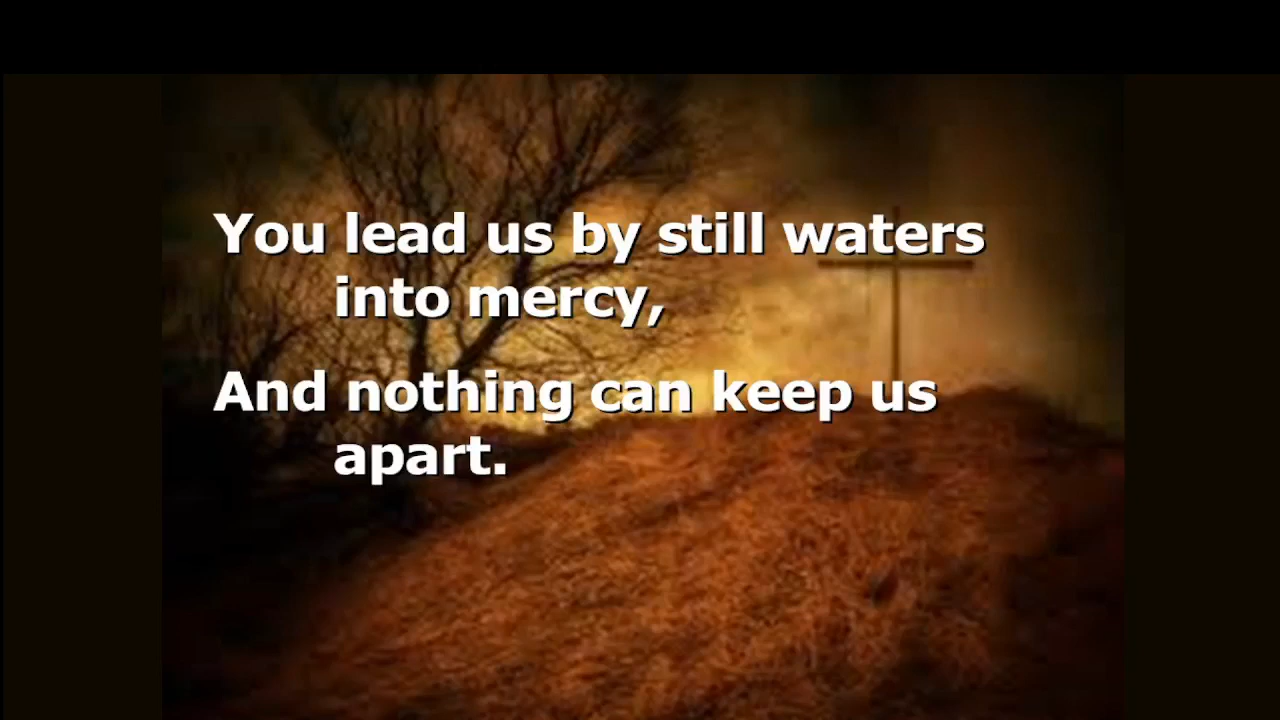 You lead us by still waters
into mercy,
And nothing can keep us
apart.